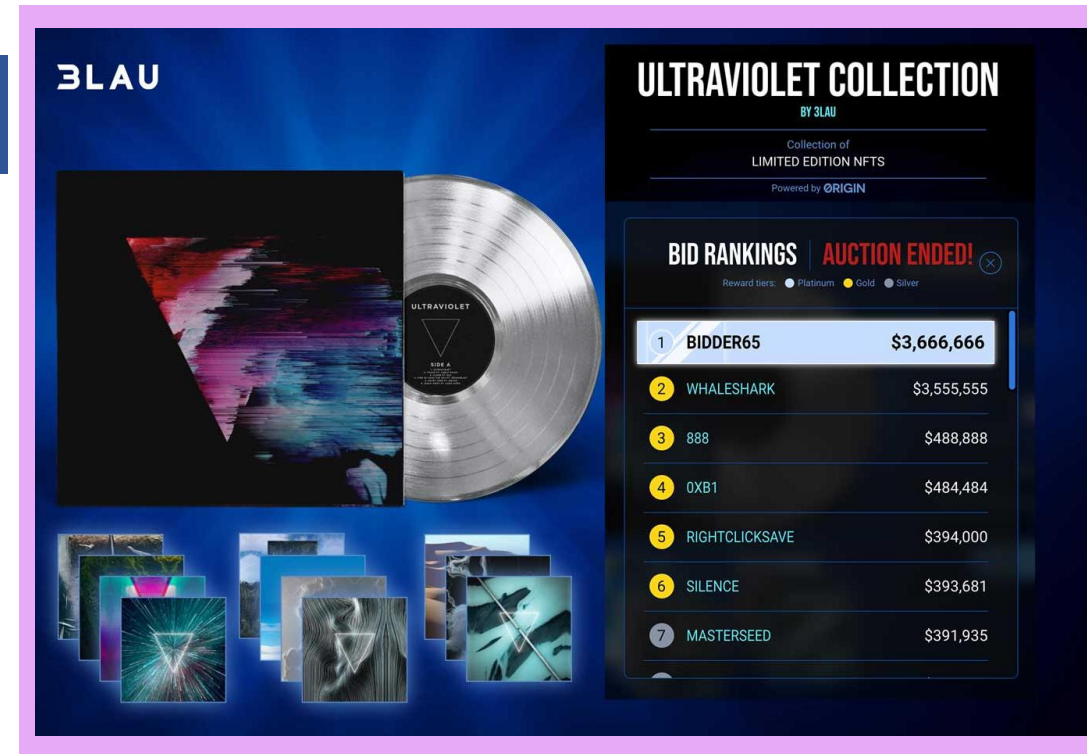 3LAU
ULTRAVIOLET
SIDE A
ULTRAVIOLET COLLECTION
BY 3LAU
Collection of
LIMITED EDITION NFTS
Powered by ØRIGIN
BID RANKINGS AUCTION ENDED!
Reward tiers: Platinum Gold Silver
1 BIDDER65 $3,666,666
2 WHALESHARK $3,555,555
3 888 $488,888
4 0XB1 $484,484
5 RIGHTCLICKSAVE $394,000
6 SILENCE $393,681
7 MASTERSEED $391,935